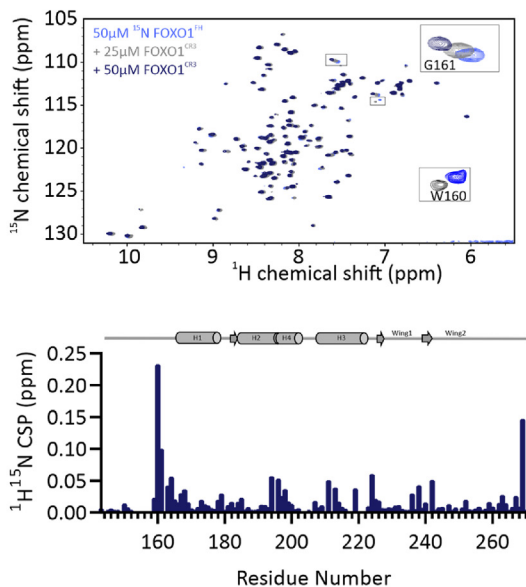 105
50µM ¹⁵N FOXO1ᶠᴴ
+ 25µM FOXO1ᶜᴿ³
+ 50µM FOXO1ᶜᴿ³
G161
110
115
120
125
W160
130
¹⁵N chemical shift (ppm)
10 9 8 7 6
¹H chemical shift (ppm)
H1 H2 H4 H3 Wing1 Wing2
0.25
0.20
0.15
0.10
0.05
0.00
¹H¹⁵N CSP (ppm)
160 180 200 220 240 260
Residue Number